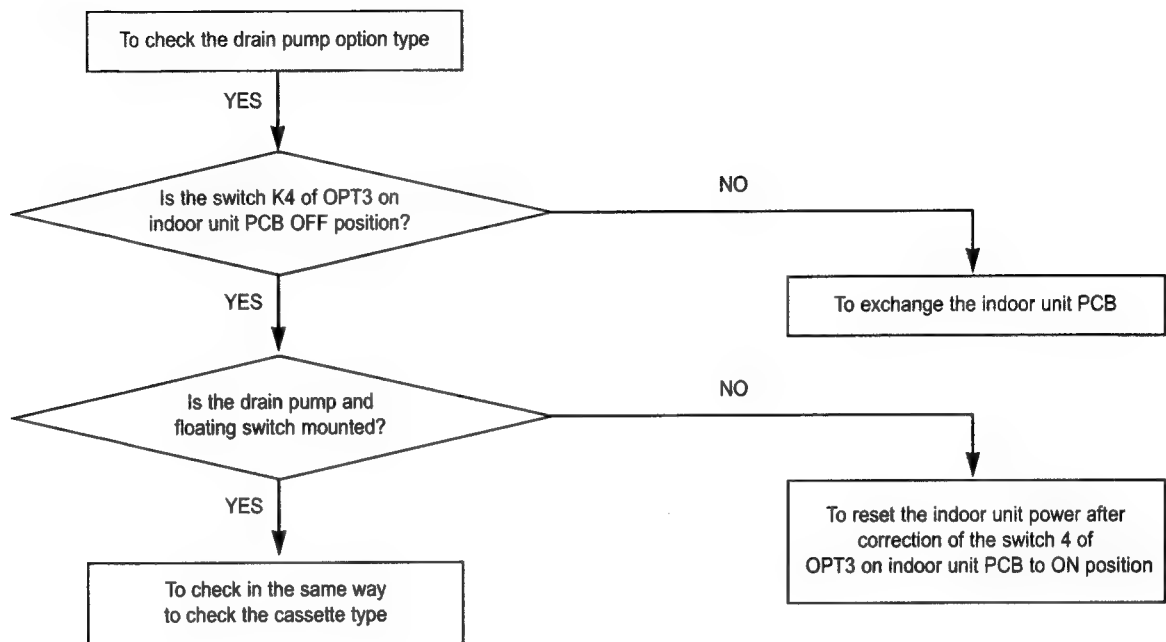 To check the drain pump option type
YES
Is the switch K4 of OPT3 on
indoor unit PCB OFF position?
NO
To exchange the indoor unit PCB
YES
Is the drain pump and
floating switch mounted?
NO
To reset the indoor unit power after
correction of the switch 4 of
OPT3 on indoor unit PCB to ON position
YES
To check in the same way
to check the cassette type